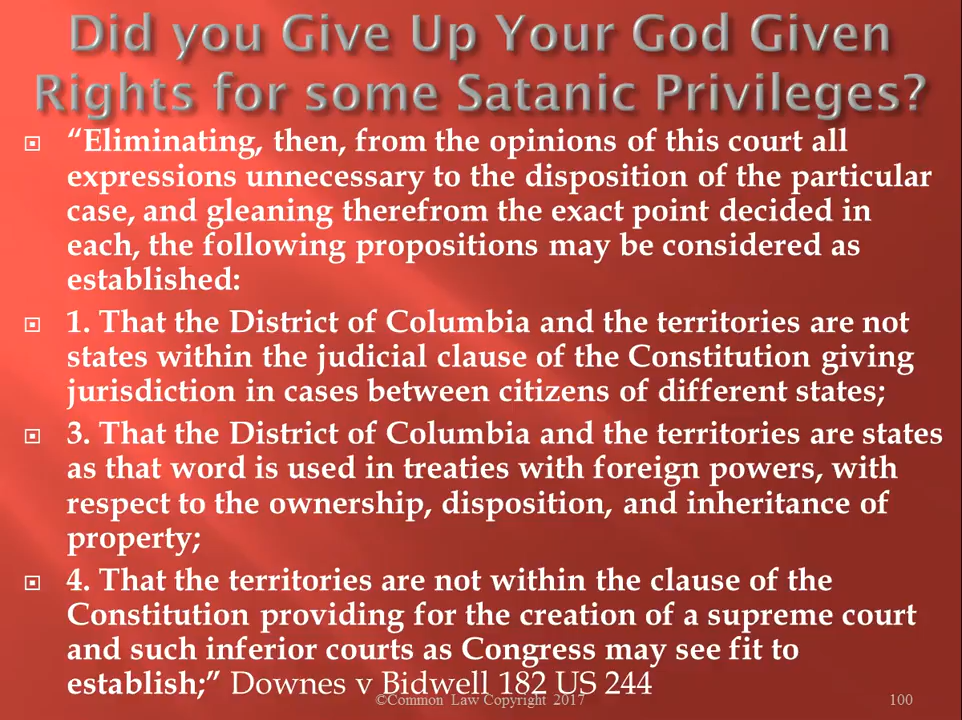 Did you Give Up Your God Given
Rights for some Satanic Privileges?
“Eliminating, then, from the opinions of this court all
expressions unnecessary to the disposition of the particular
case, and gleaning therefrom the exact point decided in
each, the following propositions may be considered as
established:
1. That the District of Columbia and the territories are not
states within the judicial clause of the Constitution giving
jurisdiction in cases between citizens of different states;
3. That the District of Columbia and the territories are states
as that word is used in treaties with foreign powers, with
respect to the ownership, disposition, and inheritance of
property;
4. That the territories are not within the clause of the
Constitution providing for the creation of a supreme court
and such inferior courts as Congress may see fit to
establish;” Downes v Bidwell 182 US 244
©Common Law Copyright 2017
100